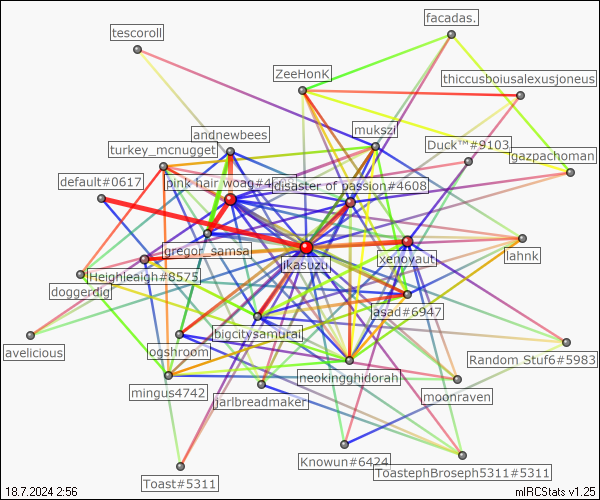 tescoroll
facadas.
ZeeHonK
thiccusboiusalexusjoneus
andnewbees
mukszi
turkey_mcnugget
Duck™#9103
gazpachoman
default#0617
pink hair woag#4
disaster of passion#4608
gregor_samsa
jkasuzu
xenoyaut
lahnk
Heighleaigh#8575
doggerdig
asad#6947
bigcitysamurai
avelicious
ogshroom
Random Stuf6#5983
neokingghidorah
mingus4742
jarlbreadmaker
moonraven
Knowun#6424
ToastephBroseph5311#5311
Toast#5311
18.7.2024 2:56
mIRCStats v1.25